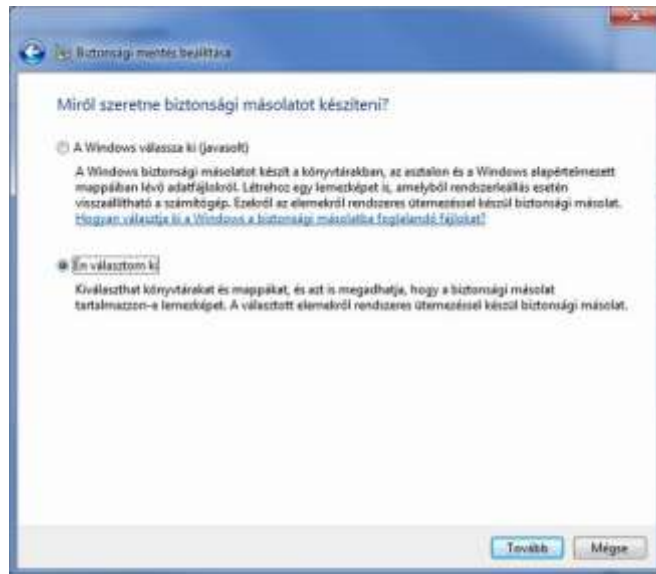 Biztonsági mentés beállítása
Miről szeretne biztonsági másolatot készíteni?
A Windows válassza ki (javasolt)
A Windows biztonsági másolatot készít a könyvtárakban, az asztalon és a Windows alapértelmezett
mappáiban lévő adatfájlokról. Létrehoz egy lemezképet is, amelyből rendszerleállás esetén
visszaállítható a számítógép. Ezekről az elemekről rendszeres ütemezéssel készül biztonsági másolat.
Hogyan választja ki a Windows a biztonsági másolatba foglalandó fájlokat?
Én választom ki
Kiválaszthat könyvtárakat és mappákat, és azt is megadhatja, hogy a biztonsági másolat
tartalmazzon-e lemezképet. A választott elemekről rendszeres ütemezéssel készül biztonsági másolat.
Tovább
Mégse